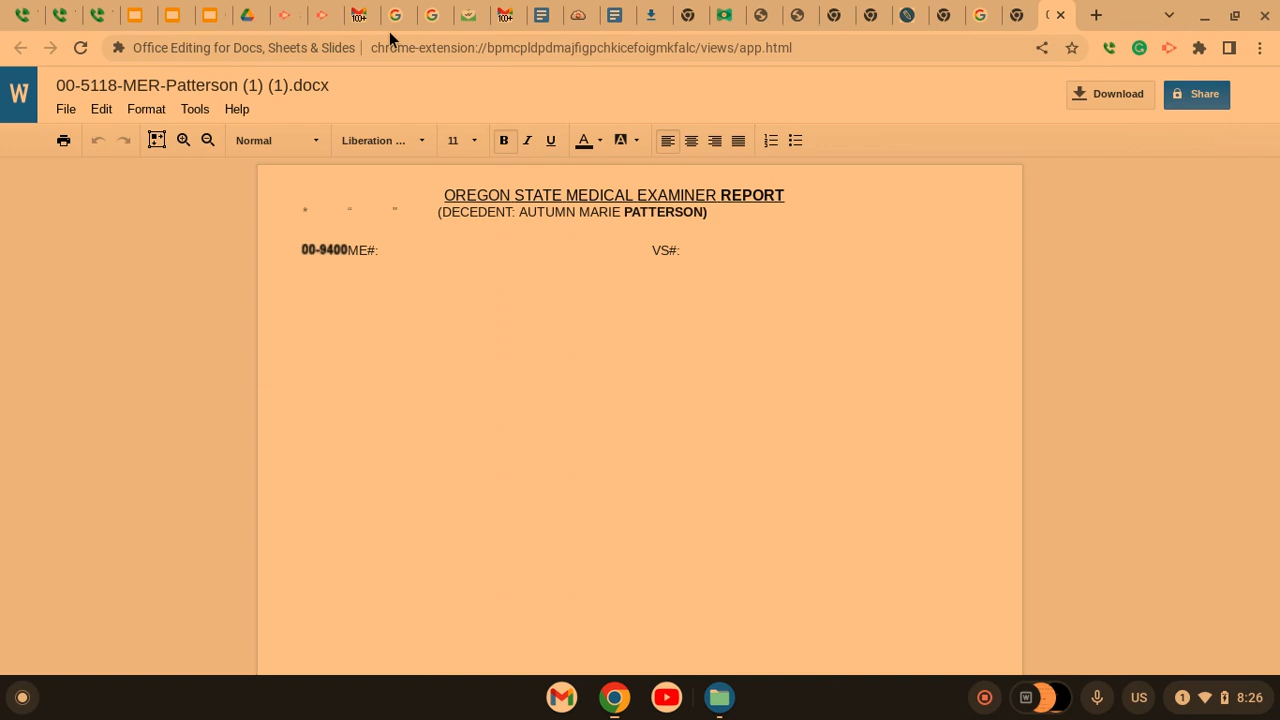 Office Editing for Docs, Sheets & Slides | chrome-extension://bpmcpldpdmajfigpchkicefoigmkfalc/views/app.html
W 00-5118-MER-Patterson (1) (1).docx
File Edit Format Tools Help
Download Share
Normal Liberation ... 11 B I U A A
OREGON STATE MEDICAL EXAMINER REPORT
* “ ” (DECEDENT: AUTUMN MARIE PATTERSON)
00-9400ME#: VS#:
US 1 8:26